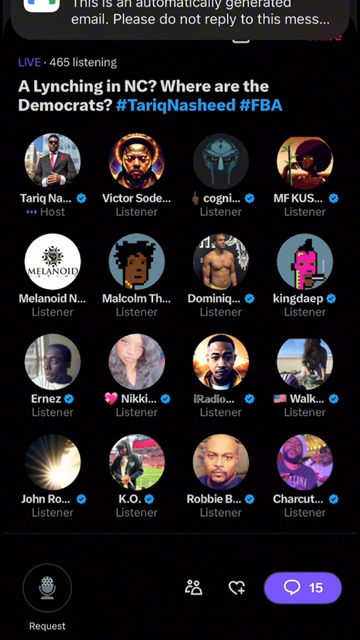 This is an automatically generated
email. Please do not reply to this mess...
Leave
LIVE · 465 listening
A Lynching in NC? Where are the
Democrats? #TariqNasheed #FBA
Tariq Na...
Victor Sode...
cogni...
MF KUS...
Host
Listener
Listener
Listener
MELANOID
Melanoid N...
Malcolm Th...
Dominiq...
kingdaep
Listener
Listener
Listener
Listener
Ernez
Nikki...
iRadio...
Walk...
Listener
Listener
Listener
Listener
John Ro...
K.O.
Robbie B...
Charcut...
Listener
Listener
Listener
Listener
15
Request